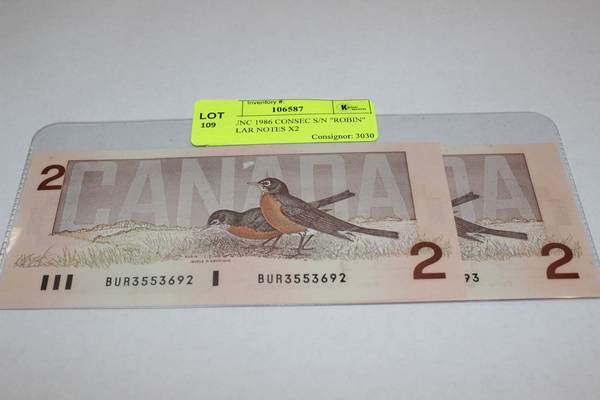 Inventory #:
LOT 106587
109 /NC 1986 CONSEC S/N "ROBIN"
LAR NOTES X2
Consignor: 3030
CANADA
2
2
2
BUR3553692 BUR3553692
93